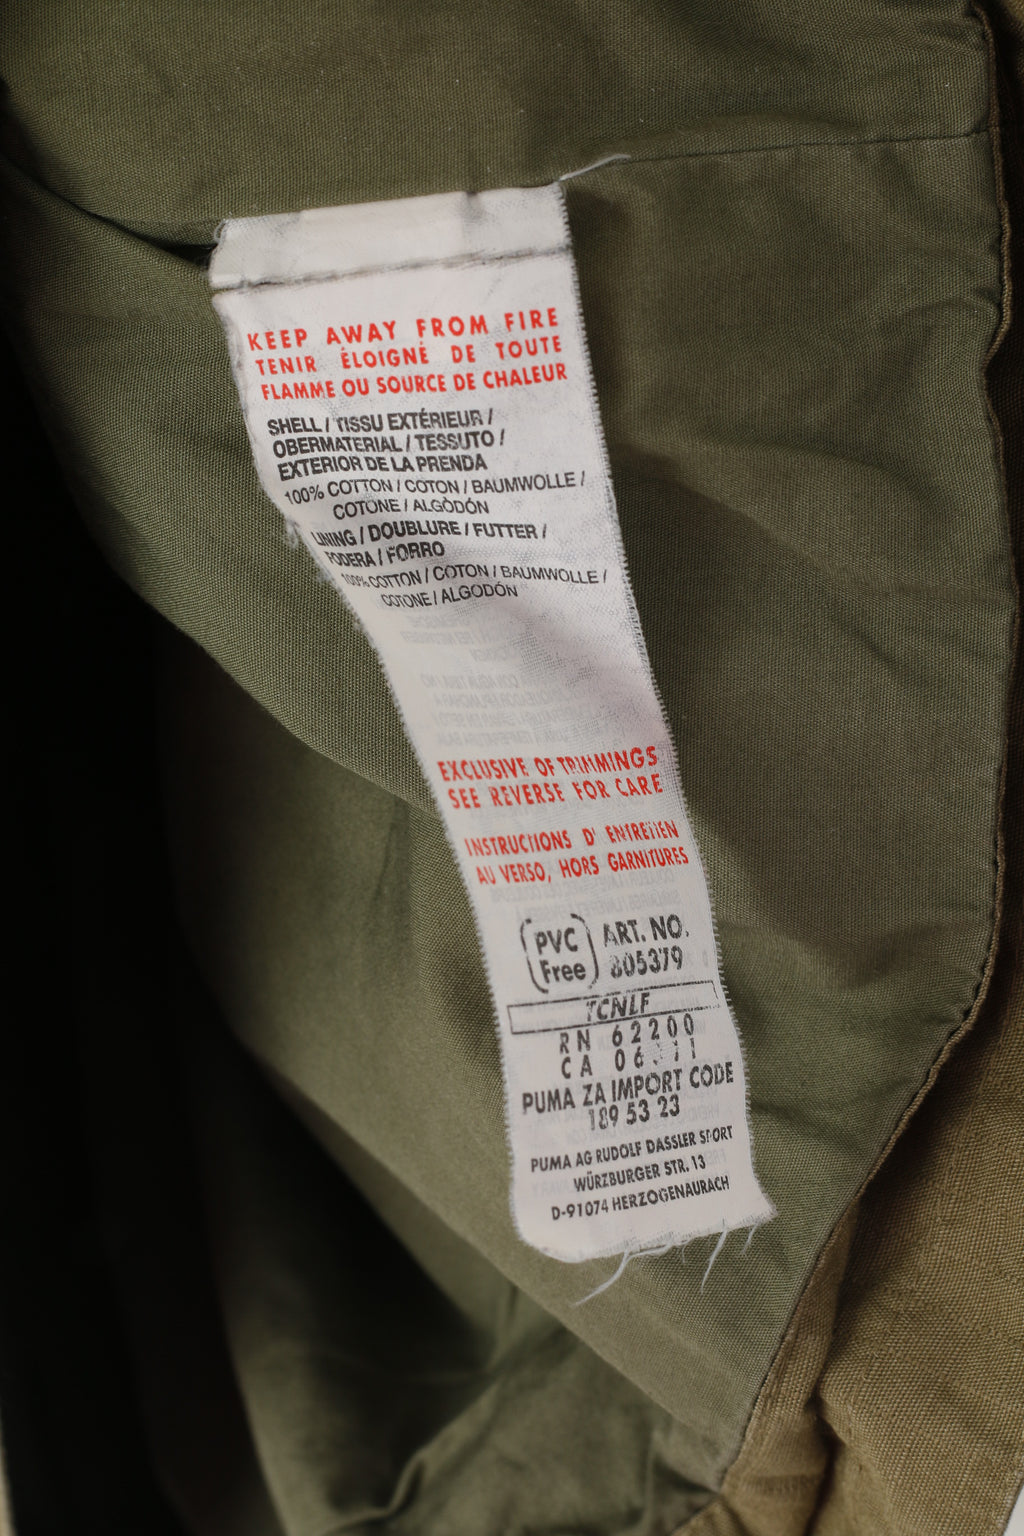 KEEP AWAY FROM FIRE
TENIR ÉLOIGNÉ DE TOUTE
FLAMME OU SOURCE DE CHALEUR
SHELL / TISSU EXTÉRIEUR /
OBERMATERIAL / TESSUTO /
EXTERIOR DE LA PRENDA
100% COTTON / COTON / BAUMWOLLE /
COTONE / ALGODÓN
LINING / DOUBLURE / FUTTER /
FODERA / FORRO
100% COTTON / COTON / BAUMWOLLE /
COTONE / ALGODÓN
EXCLUSIVE OF TRIMMINGS
SEE REVERSE FOR CARE
INSTRUCTIONS D' ENTRETIEN
AU VERSO, HORS GARNITURES
PVC Free
ART. NO.
805379
TCNLF
RN 62200
CA
PUMA ZA IMPORT CODE
189 53 23
PUMA AG RUDOLF DASSLER SPORT
WÜRZBURGER STR. 13
D-91074 HERZOGENAURACH